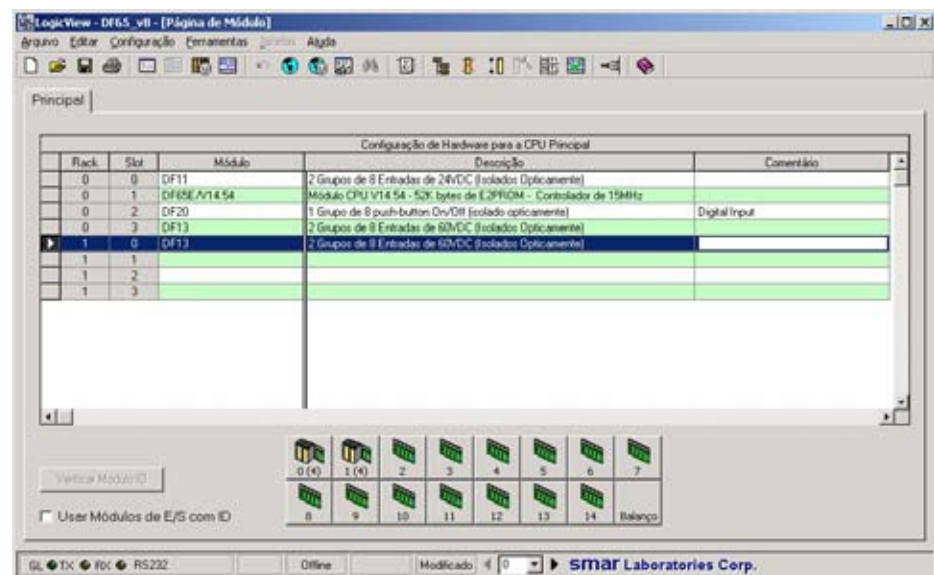 LogicView - DF65_v8 - [Página de Módulo]
Arquivo Editar Configuração Ferramentas Janelas Ajuda
Principal
Configuração de Hardware para a CPU Principal
Rack Slot Módulo Descrição Comentário
0 0 DF11 2 Grupos de 8 Entradas de 24VDC (Isolados Opticamente)
0 1 DF65E/V14.54 Módulo CPU V14.54 - 52K bytes de E2PROM - Controlador de 15MHz
0 2 DF20 1 Grupo de 8 push-button On/Off (isolado opticamente) Digital Input
0 3 DF13 2 Grupos de 8 Entradas de 60VDC (Isolados Opticamente)
1 0 DF13 2 Grupos de 8 Entradas de 60VDC (Isolados Opticamente)
1 1
1 2
1 3
0 (4) 1 (4) 2 3 4 5 6 7
Verificar Módulo ID
8 9 10 11 12 13 14 Balanço
User Módulos de E/S com ID
GL TX RX RS232 Offline Modificado 0 smar Laboratories Corp.